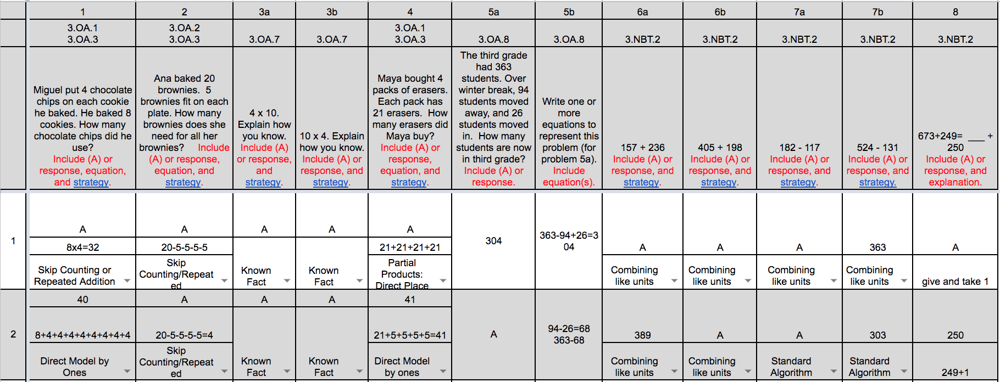 1 2 3a 3b 4 5a 5b 6a 6b 7a 7b 8
3.OA.1
3.OA.3
3.OA.2
3.OA.3
3.OA.7
3.OA.7
3.OA.1
3.OA.3
3.OA.8
3.OA.8
3.NBT.2
3.NBT.2
3.NBT.2
3.NBT.2
3.NBT.2
Miguel put 4 chocolate
chips on each cookie
he baked. He baked 8
cookies. How many
chocolate chips did he
use?
Include (A) or
response, equation,
and strategy.
Ana baked 20
brownies. 5
brownies fit on each
plate. How many
brownies does she
need for all her
brownies? Include
(A) or response,
equation, and
strategy.
4 x 10.
Explain how
you know.
Include (A)
or response,
and
strategy.
10 x 4. Explain
how you know.
Include (A) or
response, and
strategy.
Maya bought 4
packs of erasers.
Each pack has
21 erasers. How
many erasers did
Maya buy?
Include (A) or
response,
equation, and
strategy.
The third grade
had 363
students. Over
winter break, 94
students moved
away, and 26
students moved
in. How many
students are now
in third grade?
Include (A) or
response.
Write one or
more
equations to
represent this
problem (for
problem 5a).
Include
equation(s).
157 + 236
Include (A) or
response, and
strategy.
405 + 198
Include (A) or
response, and
strategy.
182 - 117
Include (A) or
response, and
strategy.
524 - 131
Include (A) or
response, and
strategy.
673+249= ___ +
250
Include (A) or
response, and
explanation.
1
A
8x4=32
Skip Counting or
Repeated Addition
A
20-5-5-5-5
Skip
Counting/Repeat
ed
A
Known
Fact
A
Known
Fact
A
21+21+21+21
Partial
Products:
Direct Place
304
363-94+26=3
04
A
Combining
like units
A
Combining
like units
A
Combining
like units
363
Combining
like units
A
give and take 1
2
40
8+4+4+4+4+4+4+4+4
Direct Model by
Ones
A
20-5-5-5-5=4
Skip
Counting/Repeat
ed
A
Known
Fact
A
Known
Fact
41
21+5+5+5+5=41
Direct Model
by ones
A
94-26=68
363-68
389
Combining
like units
A
Combining
like units
A
Standard
Algorithm
303
Standard
Algorithm
250
249+1